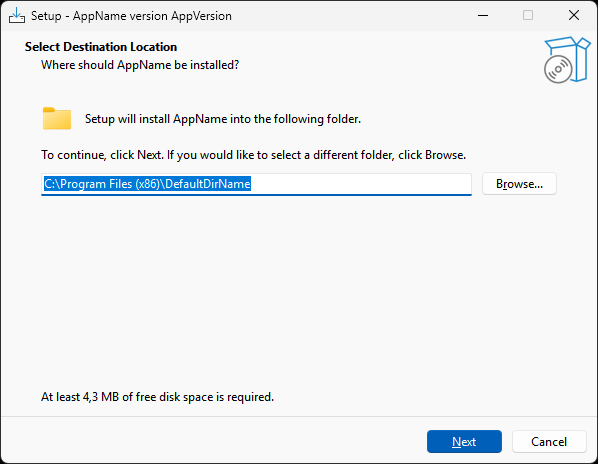 Setup - AppName version AppVersion
Select Destination Location
Where should AppName be installed?
Setup will install AppName into the following folder.
To continue, click Next. If you would like to select a different folder, click Browse.
C:\Program Files (x86)\DefaultDirName
Browse...
At least 4,3 MB of free disk space is required.
Next
Cancel